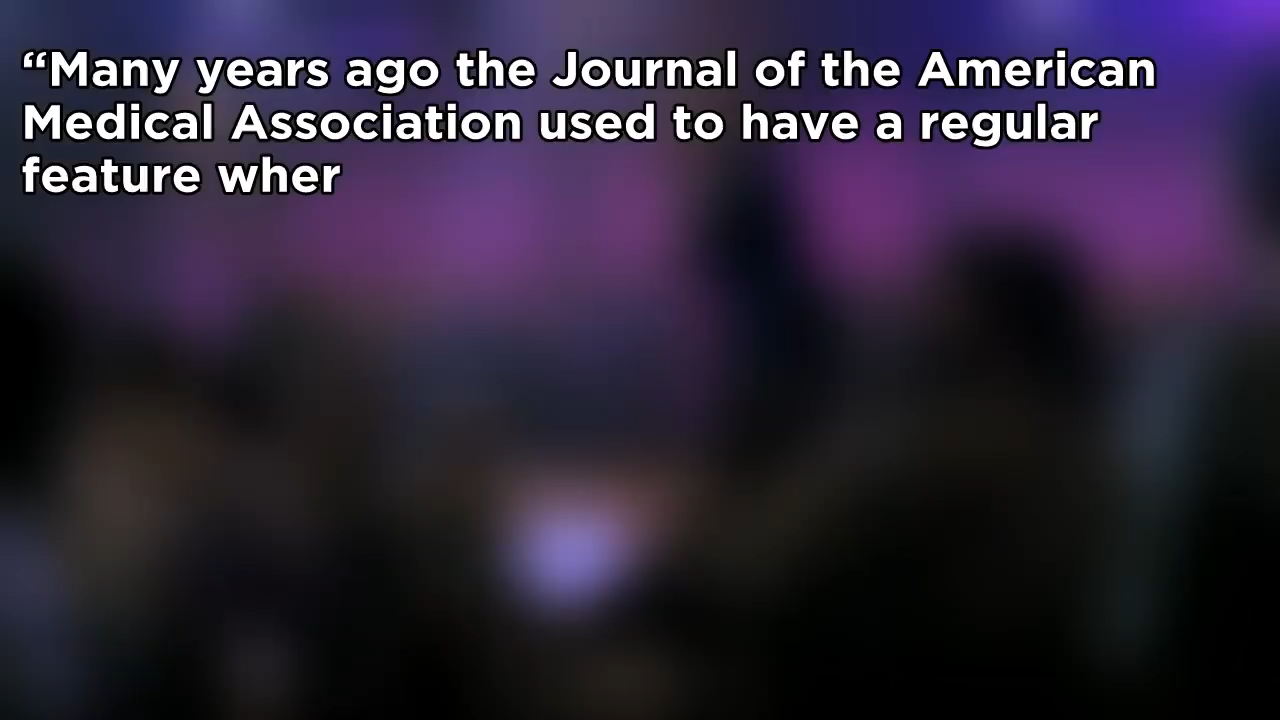 “Many years ago the Journal of the American
Medical Association used to have a regular
feature wher